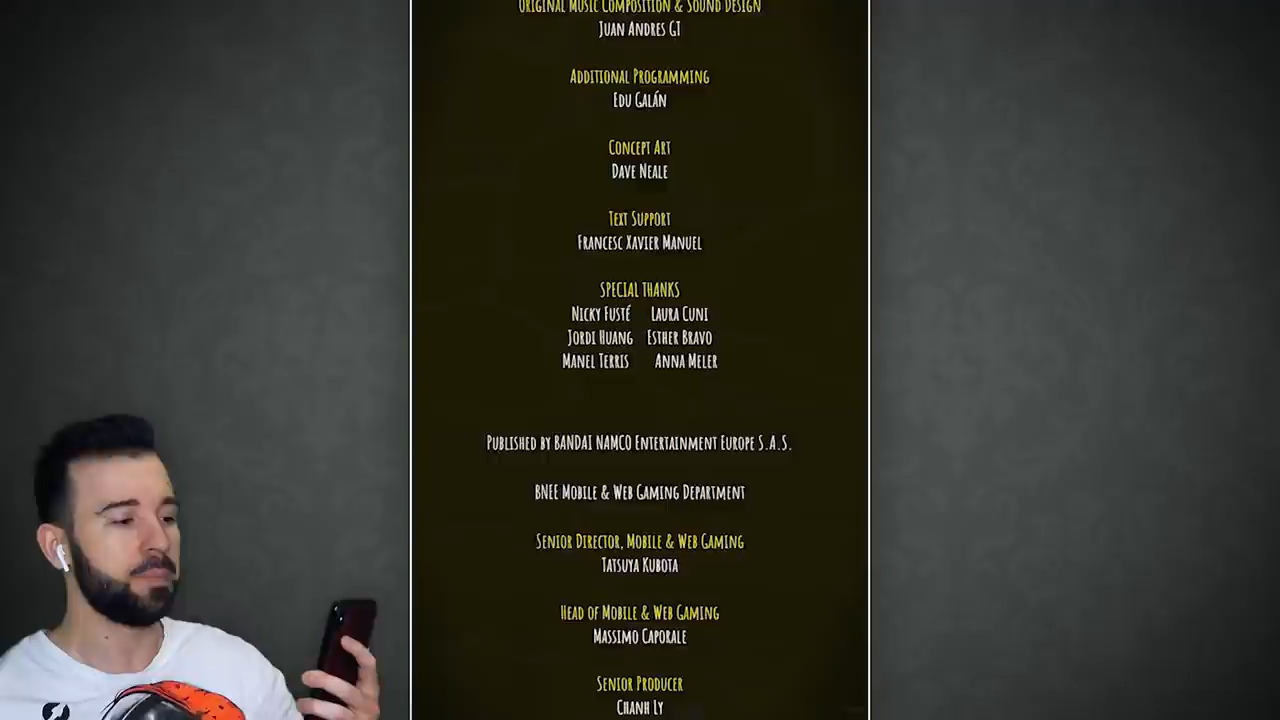 Original Music Composition & Sound Design
Juan Andres GT
Additional Programming
Edu Galán
Concept Art
Dave Neale
Text Support
Francesc Xavier Manuel
SPECIAL THANKS
Nicky Fusté Laura Cuni
Jordi Huang Esther Bravo
Manel Terris Anna Meler
Published by BANDAI NAMCO Entertainment Europe S.A.S.
BNEE Mobile & Web Gaming Department
Senior Director, Mobile & Web Gaming
Tatsuya Kubota
Head of Mobile & Web Gaming
Massimo Caporale
Senior Producer
Chanh Ly